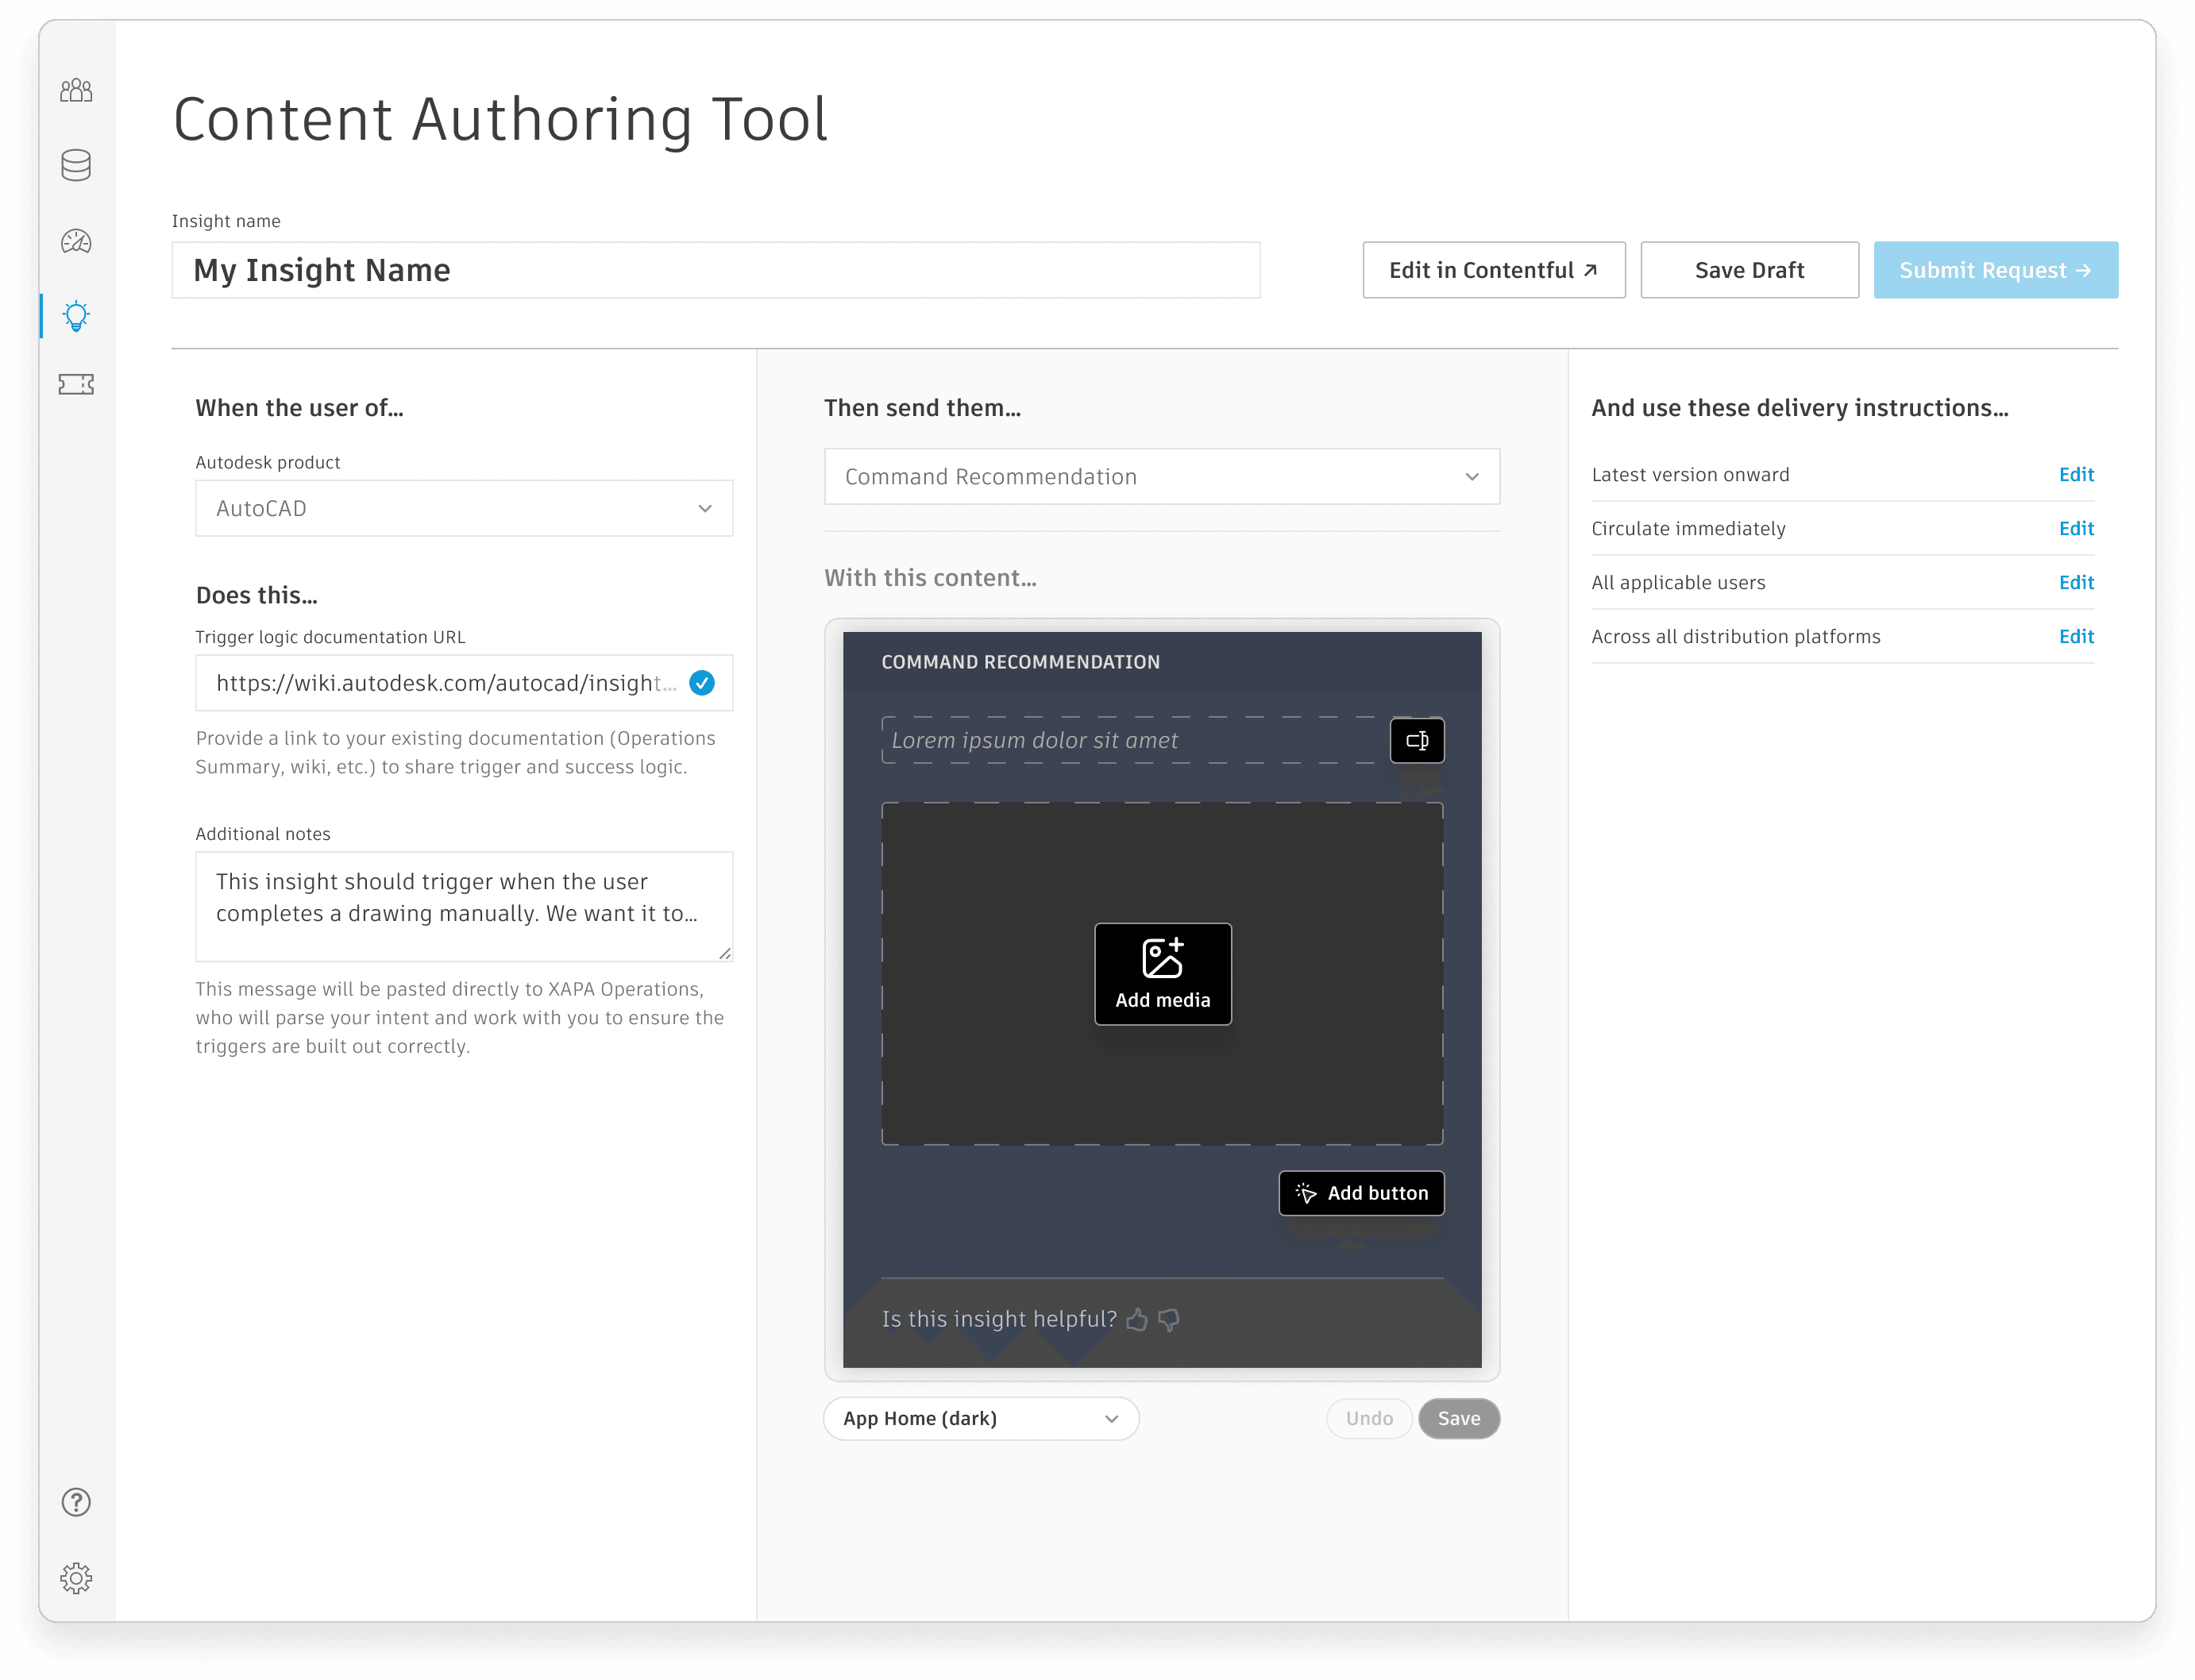 Content Authoring Tool
Insight name
My Insight Name
Edit in Contentful ↗
Save Draft
Submit Request →
When the user of...
Autodesk product
AutoCAD
Does this...
Trigger logic documentation URL
https://wiki.autodesk.com/autocad/insight...
Provide a link to your existing documentation (Operations
Summary, wiki, etc.) to share trigger and success logic.
Additional notes
This insight should trigger when the user
completes a drawing manually. We want it to...
This message will be pasted directly to XAPA Operations,
who will parse your intent and work with you to ensure the
triggers are built out correctly.
Then send them...
Command Recommendation
With this content...
COMMAND RECOMMENDATION
Lorem ipsum dolor sit amet
Add media
Add button
Is this insight helpful?
App Home (dark)
Undo
Save
And use these delivery instructions...
Latest version onward Edit
Circulate immediately Edit
All applicable users Edit
Across all distribution platforms Edit